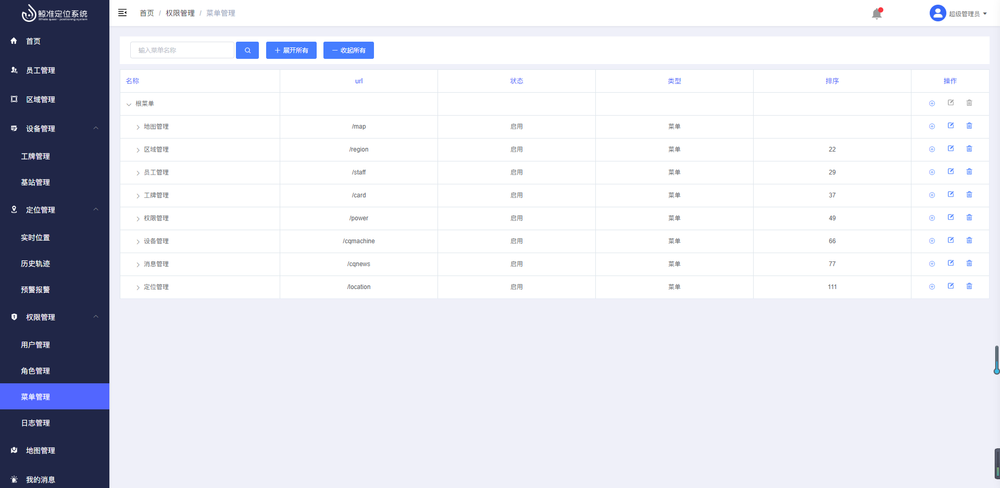 鲸准定位系统
Whale quasi - positioning system
首页
员工管理
区域管理
设备管理
工牌管理
基站管理
定位管理
实时位置
历史轨迹
预警报警
权限管理
用户管理
角色管理
菜单管理
日志管理
地图管理
我的消息
首页 / 权限管理 / 菜单管理
超级管理员
输入菜单名称
展开所有
收起所有
名称 url 状态 类型 排序 操作
根菜单
地图管理 /map 启用 菜单
区域管理 /region 启用 菜单 22
员工管理 /staff 启用 菜单 29
工牌管理 /card 启用 菜单 37
权限管理 /power 启用 菜单 49
设备管理 /cqmachine 启用 菜单 66
消息管理 /cqnews 启用 菜单 77
定位管理 /location 启用 菜单 111